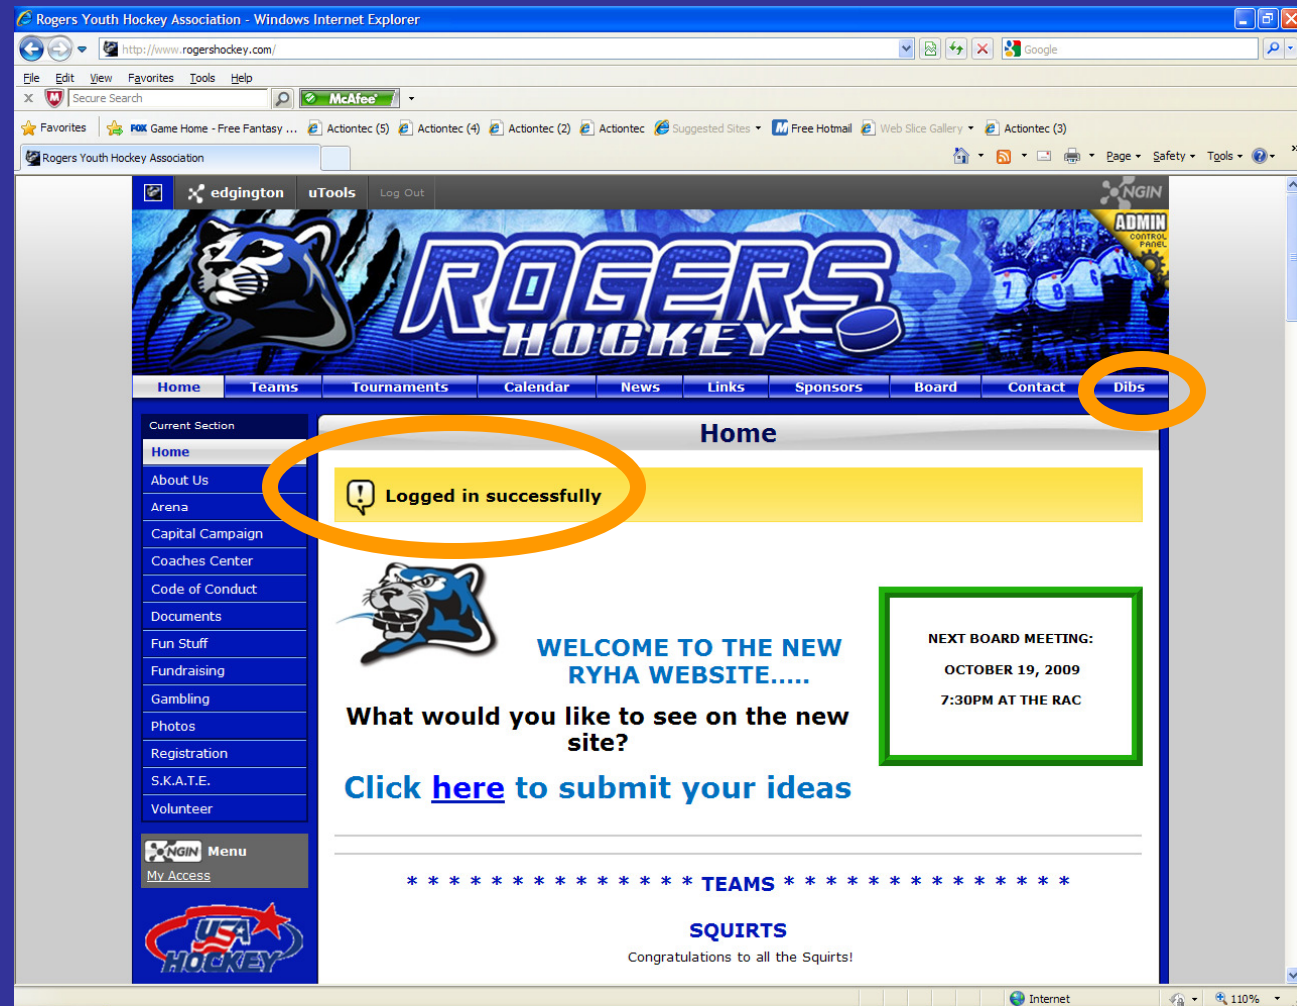 Rogers Youth Hockey Association - Windows Internet Explorer
http://www.rogershockey.com/
Google
File Edit View Favorites Tools Help
X Secure Search McAfee
Favorites FOX Game Home - Free Fantasy ... Actiontec (5) Actiontec (4) Actiontec (2) Actiontec Suggested Sites Free Hotmail Web Slice Gallery Actiontec (3)
Rogers Youth Hockey Association Page Safety Tools »
edgington uTools Log Out NGIN
ADMIN
CONTROL
PANEL
ROGERS
HOCKEY
Home Teams Tournaments Calendar News Links Sponsors Board Contact Dibs
Current Section
Home
About Us
Arena
Capital Campaign
Coaches Center
Code of Conduct
Documents
Fun Stuff
Fundraising
Gambling
Photos
Registration
S.K.A.T.E.
Volunteer
NGIN Menu
My Access
USA
HOCKEY
Home
Logged in successfully
WELCOME TO THE NEW
RYHA WEBSITE.....
What would you like to see on the new
site?
Click here to submit your ideas
NEXT BOARD MEETING:
OCTOBER 19, 2009
7:30PM AT THE RAC
* * * * * * * * * * * * * * TEAMS * * * * * * * * * * * * * *
SQUIRTS
Congratulations to all the Squirts!
Internet 110%